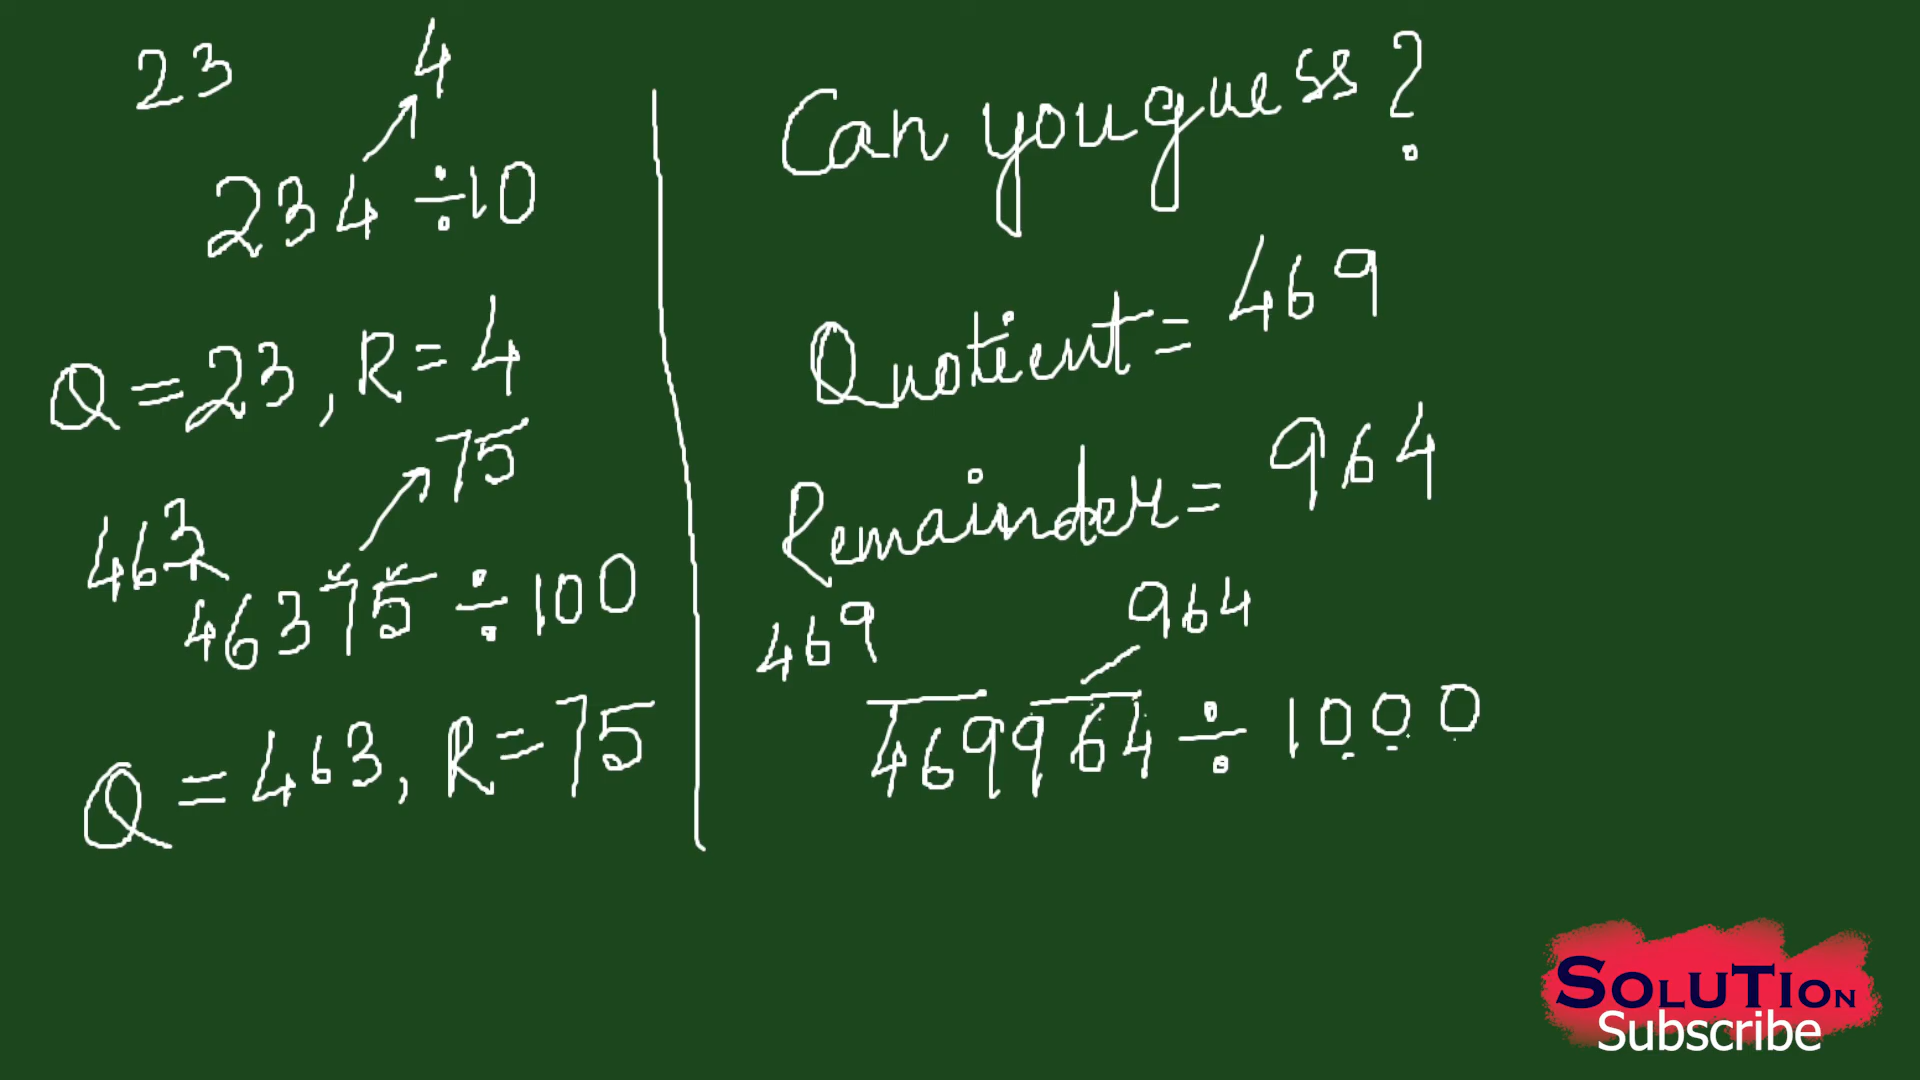 23
4
234 ÷ 10
Q = 23, R = 4
75
463
46375 ÷ 100
Q = 463, R = 75
Can you guess?
Quotient = 469
Remainder = 964
469
964
469964 ÷ 1000
SOLUTION
Subscribe